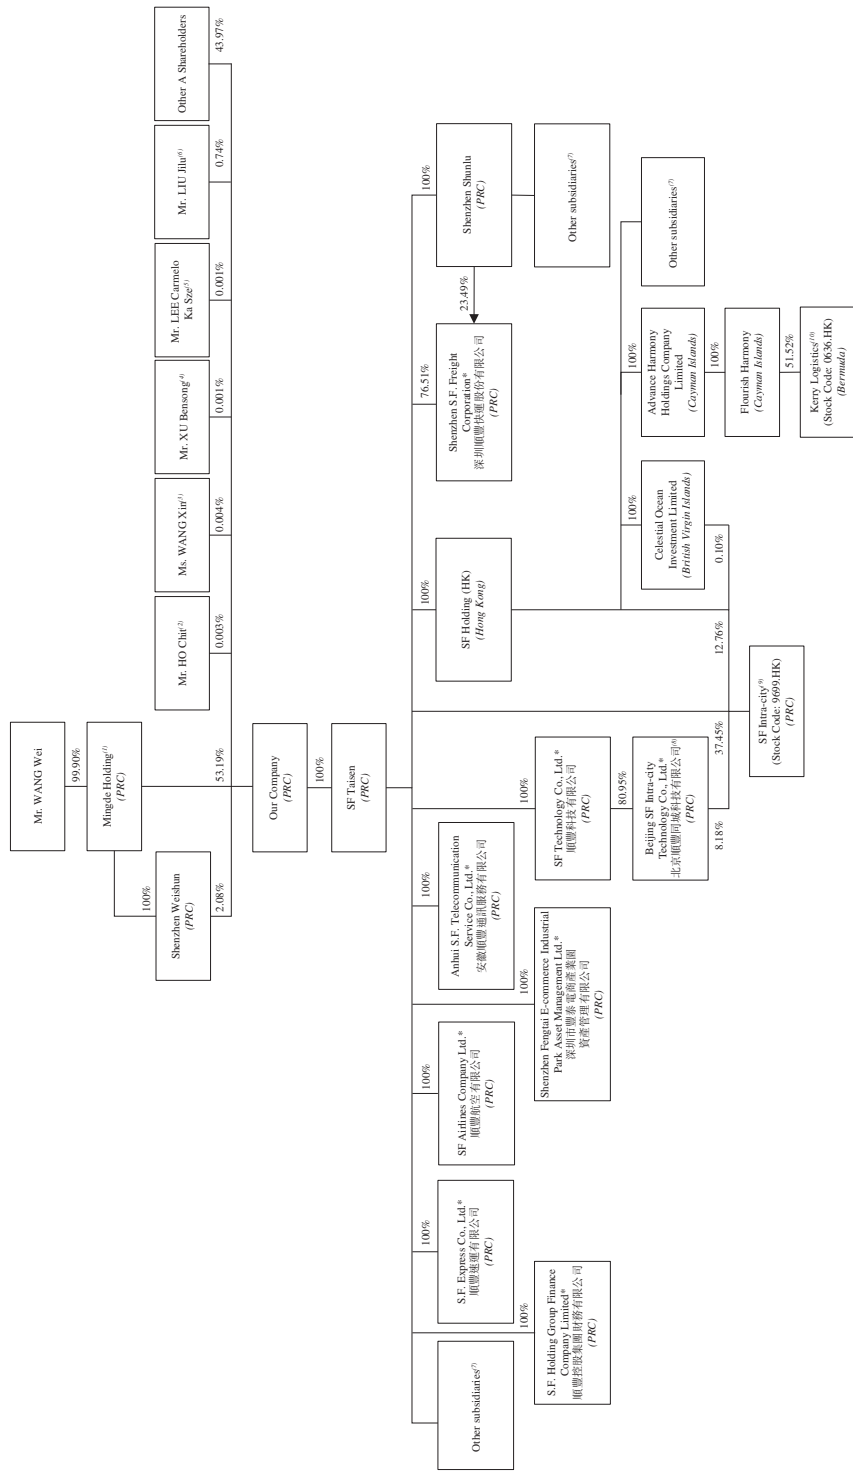 Mr. WANG Wei
99.90%
Mingde Holding(1)
(PRC)
100%
Shenzhen Weishun
(PRC)
2.08%
53.19%
Mr. HO Chit(2)
0.003%
Ms. WANG Xin(3)
0.004%
Mr. XU Bensong(4)
0.001%
Mr. LEE Carmelo
Ka Sze(5)
0.001%
Mr. LIU Jilu(6)
0.74%
Other A Shareholders
43.97%
Our Company
(PRC)
100%
SF Taisen
(PRC)
Other subsidiaries(7)
100%
S.F. Holding Group Finance
Company Limited*
順豐控股集團財務有限公司
(PRC)
100%
S.F. Express Co., Ltd.*
順豐速運有限公司
(PRC)
100%
SF Airlines Company Ltd.*
順豐航空有限公司
(PRC)
100%
Shenzhen Fengtai E-commerce Industrial
Park Asset Management Ltd.*
深圳市豐泰電商產業園
資產管理有限公司
(PRC)
100%
Anhui S.F. Telecommunication
Service Co., Ltd.*
安徽順豐通訊服務有限公司
(PRC)
100%
SF Technology Co., Ltd.*
順豐科技有限公司
(PRC)
80.95%
Beijing SF Intra-city
Technology Co., Ltd.*
北京順豐同城科技有限公司(8)
(PRC)
8.18%
37.45%
12.76%
0.10%
SF Intra-city(9)
(Stock Code: 9699.HK)
(PRC)
100%
SF Holding (HK)
(Hong Kong)
100%
Celestial Ocean
Investment Limited
(British Virgin Islands)
100%
Advance Harmony
Holdings Company
Limited
(Cayman Islands)
100%
Flourish Harmony
(Cayman Islands)
51.52%
Kerry Logistics(10)
(Stock Code: 0636.HK)
(Bermuda)
Other subsidiaries(7)
76.51%
Shenzhen S.F. Freight
Corporation*
深圳順豐快運股份有限公司
(PRC)
23.49%
100%
Shenzhen Shunlu
(PRC)
Other subsidiaries(7)